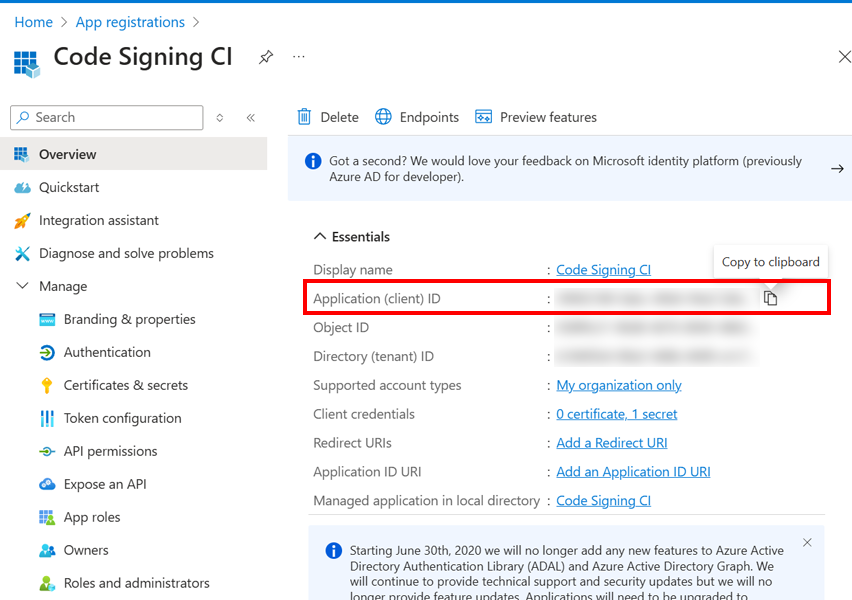 Home > App registrations >
Code Signing CI ...
Search
Delete Endpoints Preview features
Overview
Quickstart
Integration assistant
Diagnose and solve problems
Manage
Branding & properties
Authentication
Certificates & secrets
Token configuration
API permissions
Expose an API
App roles
Owners
Roles and administrators
Got a second? We would love your feedback on Microsoft identity platform (previously
Azure AD for developer).
Essentials
Copy to clipboard
Display name : Code Signing CI
Application (client) ID :
Object ID :
Directory (tenant) ID :
Supported account types : My organization only
Client credentials : 0 certificate, 1 secret
Redirect URIs : Add a Redirect URI
Application ID URI : Add an Application ID URI
Managed application in local directory : Code Signing CI
Starting June 30th, 2020 we will no longer add any new features to Azure Active
Directory Authentication Library (ADAL) and Azure Active Directory Graph. We
will continue to provide technical support and security updates but we will no
longer provide feature updates. Applications will need to be upgraded to